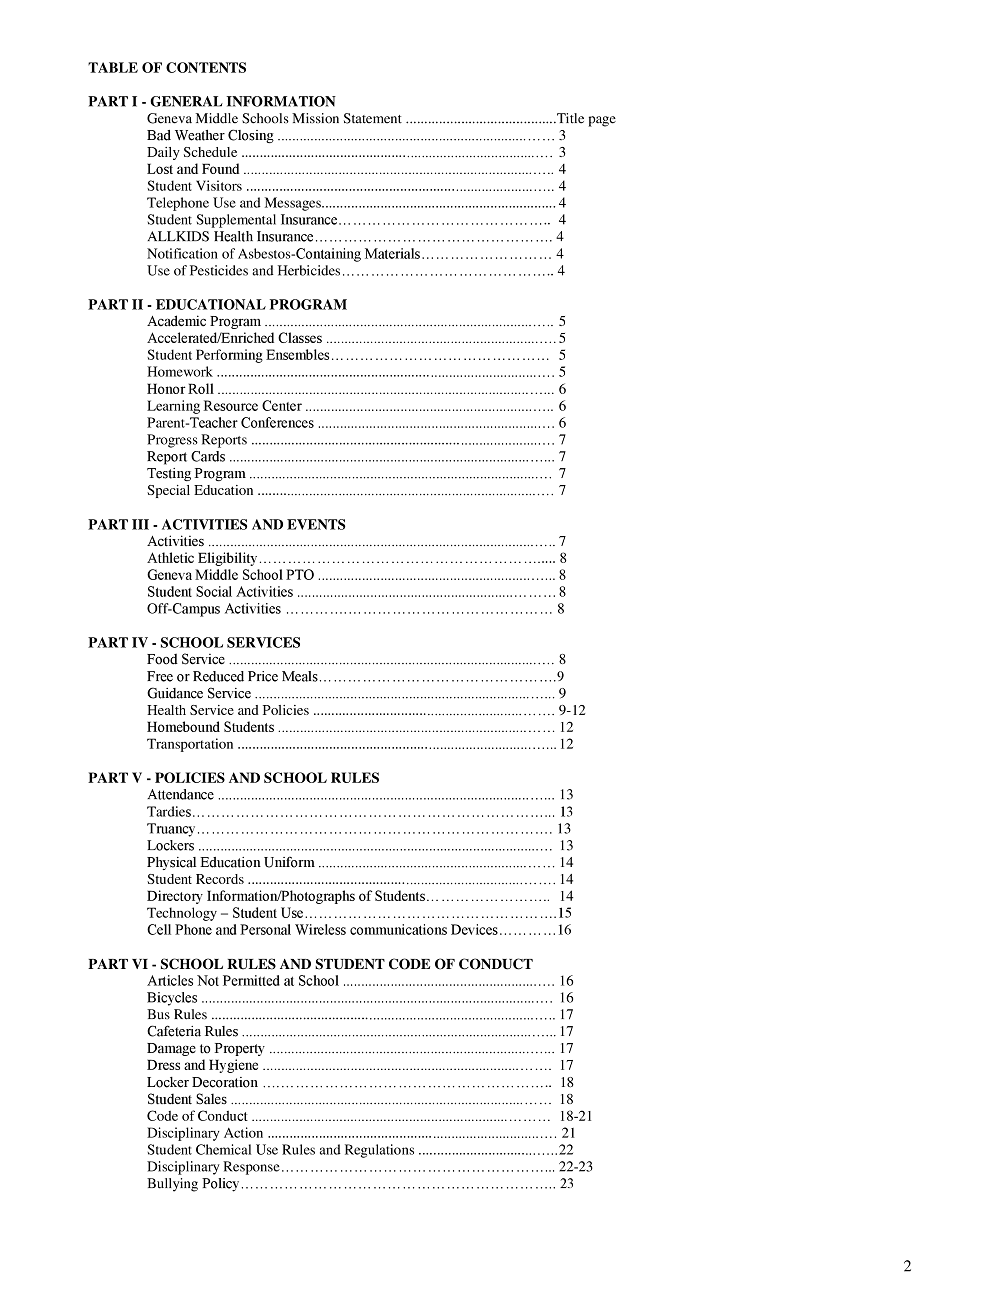 TABLE OF CONTENTS
PART I - GENERAL INFORMATION
Geneva Middle Schools Mission Statement .........................................Title page
Bad Weather Closing ........................................................................... 3
Daily Schedule ..................................................................................... 3
Lost and Found .................................................................................... 4
Student Visitors ................................................................................... 4
Telephone Use and Messages................................................................ 4
Student Supplemental Insurance…………………………………….. 4
ALLKIDS Health Insurance…………………………………………. 4
Notification of Asbestos-Containing Materials……………………… 4
Use of Pesticides and Herbicides…………………………………….. 4
PART II - EDUCATIONAL PROGRAM
Academic Program .............................................................................. 5
Accelerated/Enriched Classes .............................................................. 5
Student Performing Ensembles……………………………………… 5
Homework ........................................................................................... 5
Honor Roll ........................................................................................... 6
Learning Resource Center ................................................................... 6
Parent-Teacher Conferences ................................................................ 6
Progress Reports .................................................................................. 7
Report Cards ........................................................................................ 7
Testing Program .................................................................................. 7
Special Education ................................................................................ 7
PART III - ACTIVITIES AND EVENTS
Activities .............................................................................................. 7
Athletic Eligibility…………………………………………………..... 8
Geneva Middle School PTO ................................................................ 8
Student Social Activities ...................................................................... 8
Off-Campus Activities ……………………………………………… 8
PART IV - SCHOOL SERVICES
Food Service ........................................................................................ 8
Free or Reduced Price Meals………………………………………….9
Guidance Service ................................................................................. 9
Health Service and Policies ................................................................. 9-12
Homebound Students ........................................................................... 12
Transportation ...................................................................................... 12
PART V - POLICIES AND SCHOOL RULES
Attendance ........................................................................................... 13
Tardies………………………………………………………………... 13
Truancy………………………………………………………………. 13
Lockers ................................................................................................ 13
Physical Education Uniform ................................................................ 14
Student Records ................................................................................... 14
Directory Information/Photographs of Students…………………….. 14
Technology – Student Use…………………………………………….15
Cell Phone and Personal Wireless communications Devices…………16
PART VI - SCHOOL RULES AND STUDENT CODE OF CONDUCT
Articles Not Permitted at School ......................................................... 16
Bicycles ............................................................................................... 16
Bus Rules ............................................................................................. 17
Cafeteria Rules ..................................................................................... 17
Damage to Property ............................................................................. 17
Dress and Hygiene ............................................................................... 17
Locker Decoration ………………………………………………….. 18
Student Sales ....................................................................................... 18
Code of Conduct .................................................................................. 18-21
Disciplinary Action .............................................................................. 21
Student Chemical Use Rules and Regulations .....................................22
Disciplinary Response………………………………………………... 22-23
Bullying Policy……………………………………………………….. 23
2